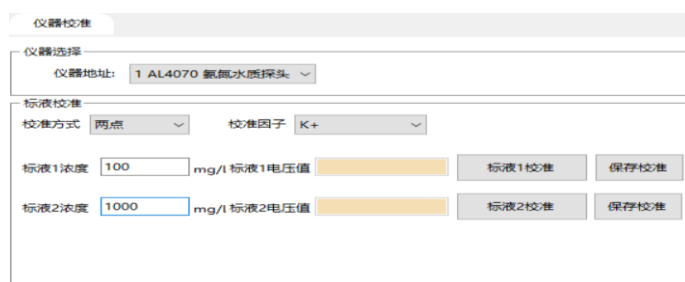 仪器校准
仪器选择
仪器地址: 1 AL4070 氨氮水质探头
标液校准
校准方式 两点 校准因子 K+
标液1浓度 100 mg/l 标液1电压值 标液1校准 保存校准
标液2浓度 1000 mg/l 标液2电压值 标液2校准 保存校准